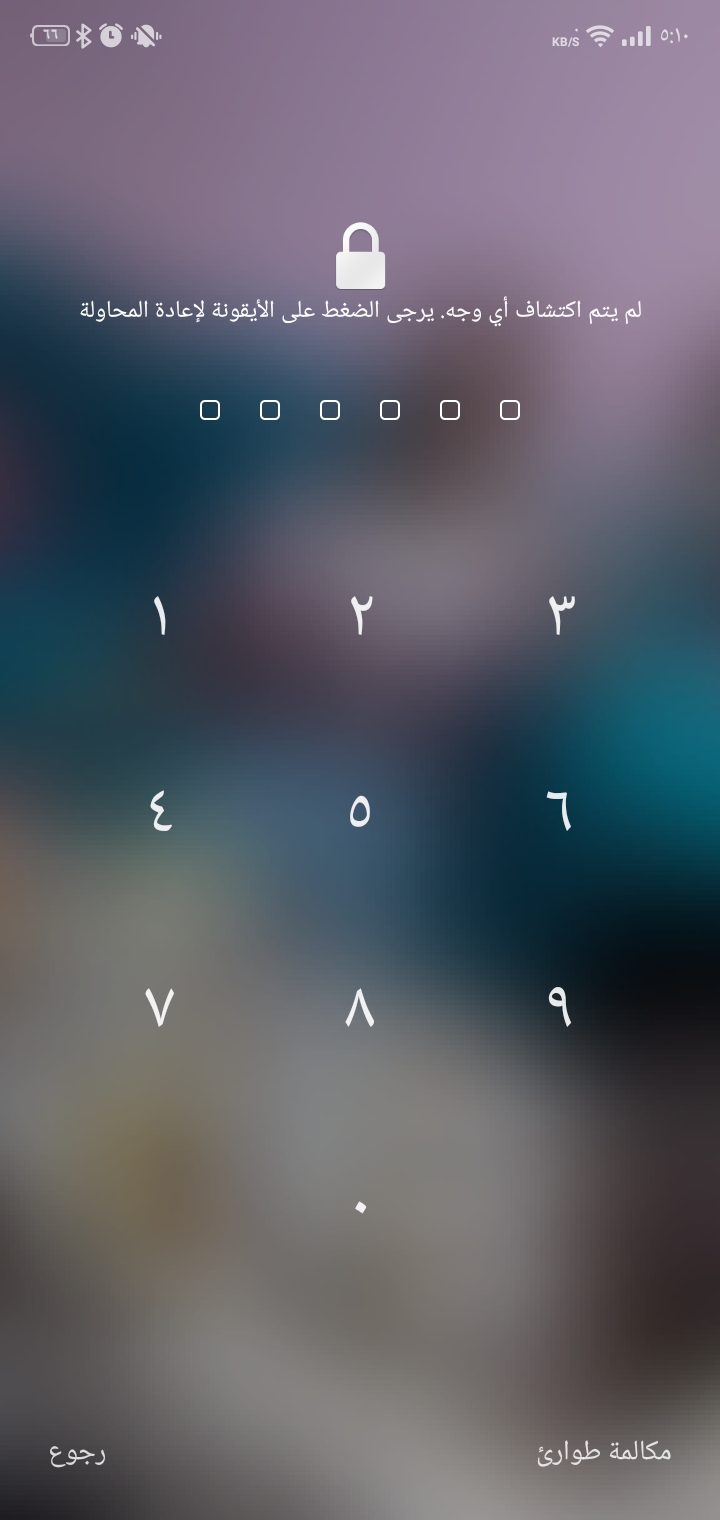 ٦٦
KB/S
٥:١٠
لم يتم اكتشاف أي وجه. يرجى الضغط على الأيقونة لإعادة المحاولة
١ ٢ ٣
٤ ٥ ٦
٧ ٨ ٩
٠
رجوع
مكالمة طوارئ